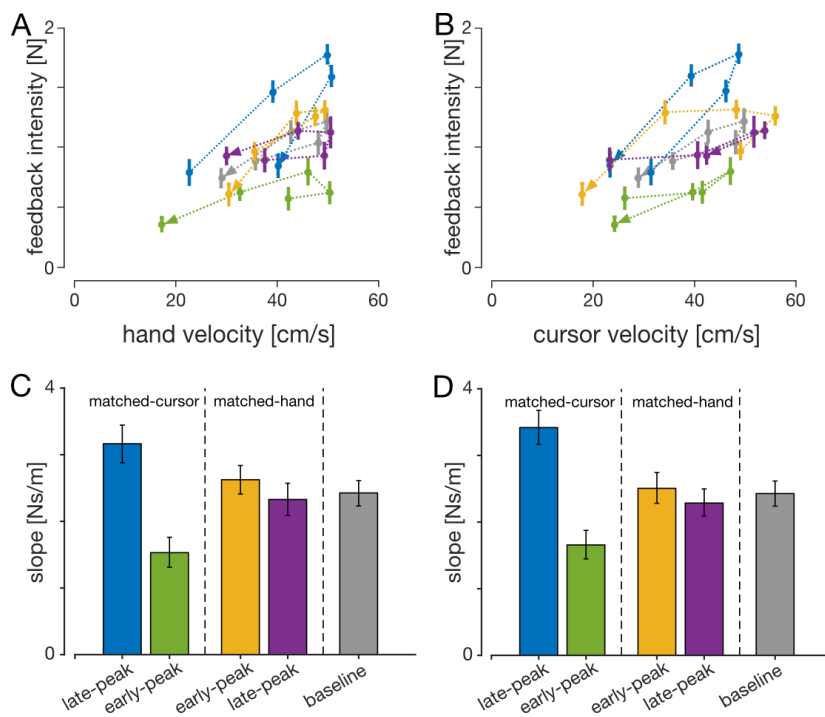 A
2
feedback intensity [N]
0
0
20
40
60
hand velocity [cm/s]
B
2
feedback intensity [N]
0
0
20
40
60
cursor velocity [cm/s]
C
4
matched-cursor
matched-hand
slope [Ns/m]
0
late-peak
early-peak
early-peak
late-peak
baseline
D
4
matched-cursor
matched-hand
slope [Ns/m]
0
late-peak
early-peak
early-peak
late-peak
baseline